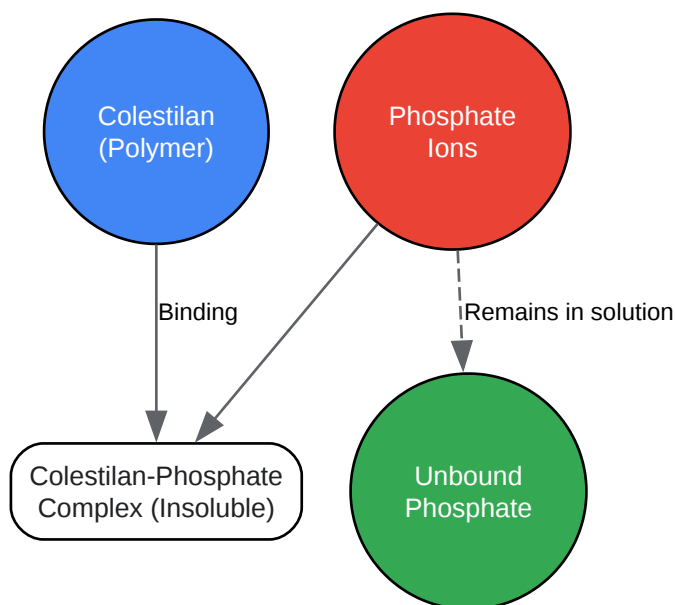 Colestilan
(Polymer)
Phosphate
Ions
Binding
Remains in solution
Colestilan-Phosphate
Complex (Insoluble)
Unbound
Phosphate